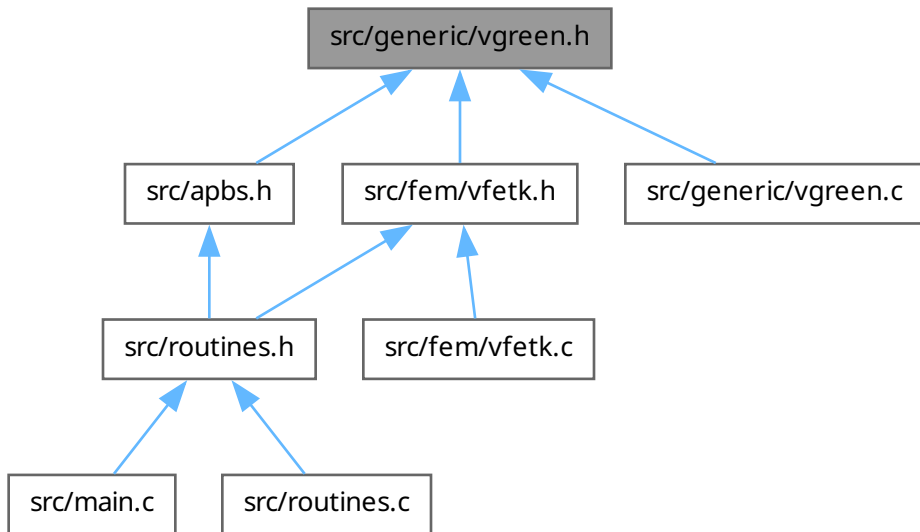 src/generic/vgreen.h
src/apbs.h
src/fem/vfetk.h
src/generic/vgreen.c
src/routines.h
src/fem/vfetk.c
src/main.c
src/routines.c